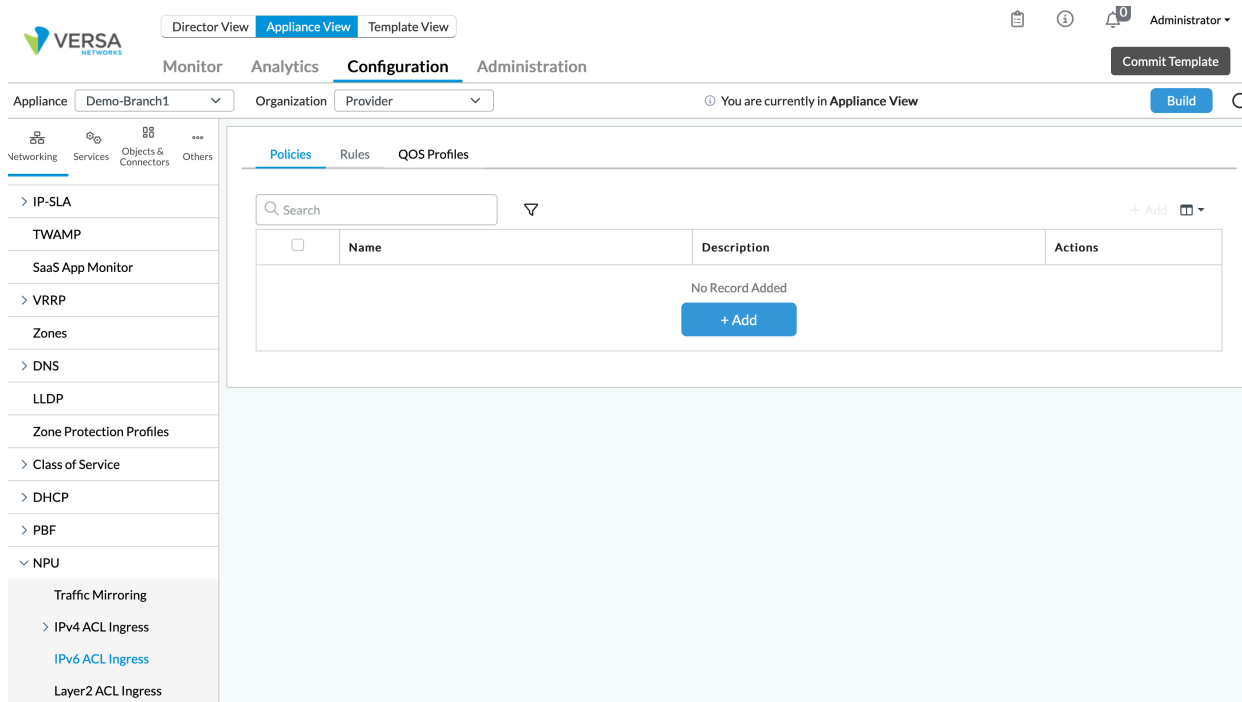 VERSA
NETWORKS
Director View Appliance View Template View
0
Administrator
Monitor Analytics Configuration Administration
Commit Template
Appliance Demo-Branch1 Organization Provider You are currently in Appliance View Build
Networking Services Objects & Connectors Others
Policies Rules QOS Profiles
Search
+ Add
Name Description Actions
No Record Added
+ Add
IP-SLA
TWAMP
SaaS App Monitor
VRRP
Zones
DNS
LLDP
Zone Protection Profiles
Class of Service
DHCP
PBF
NPU
Traffic Mirroring
IPv4 ACL Ingress
IPv6 ACL Ingress
Layer2 ACL Ingress